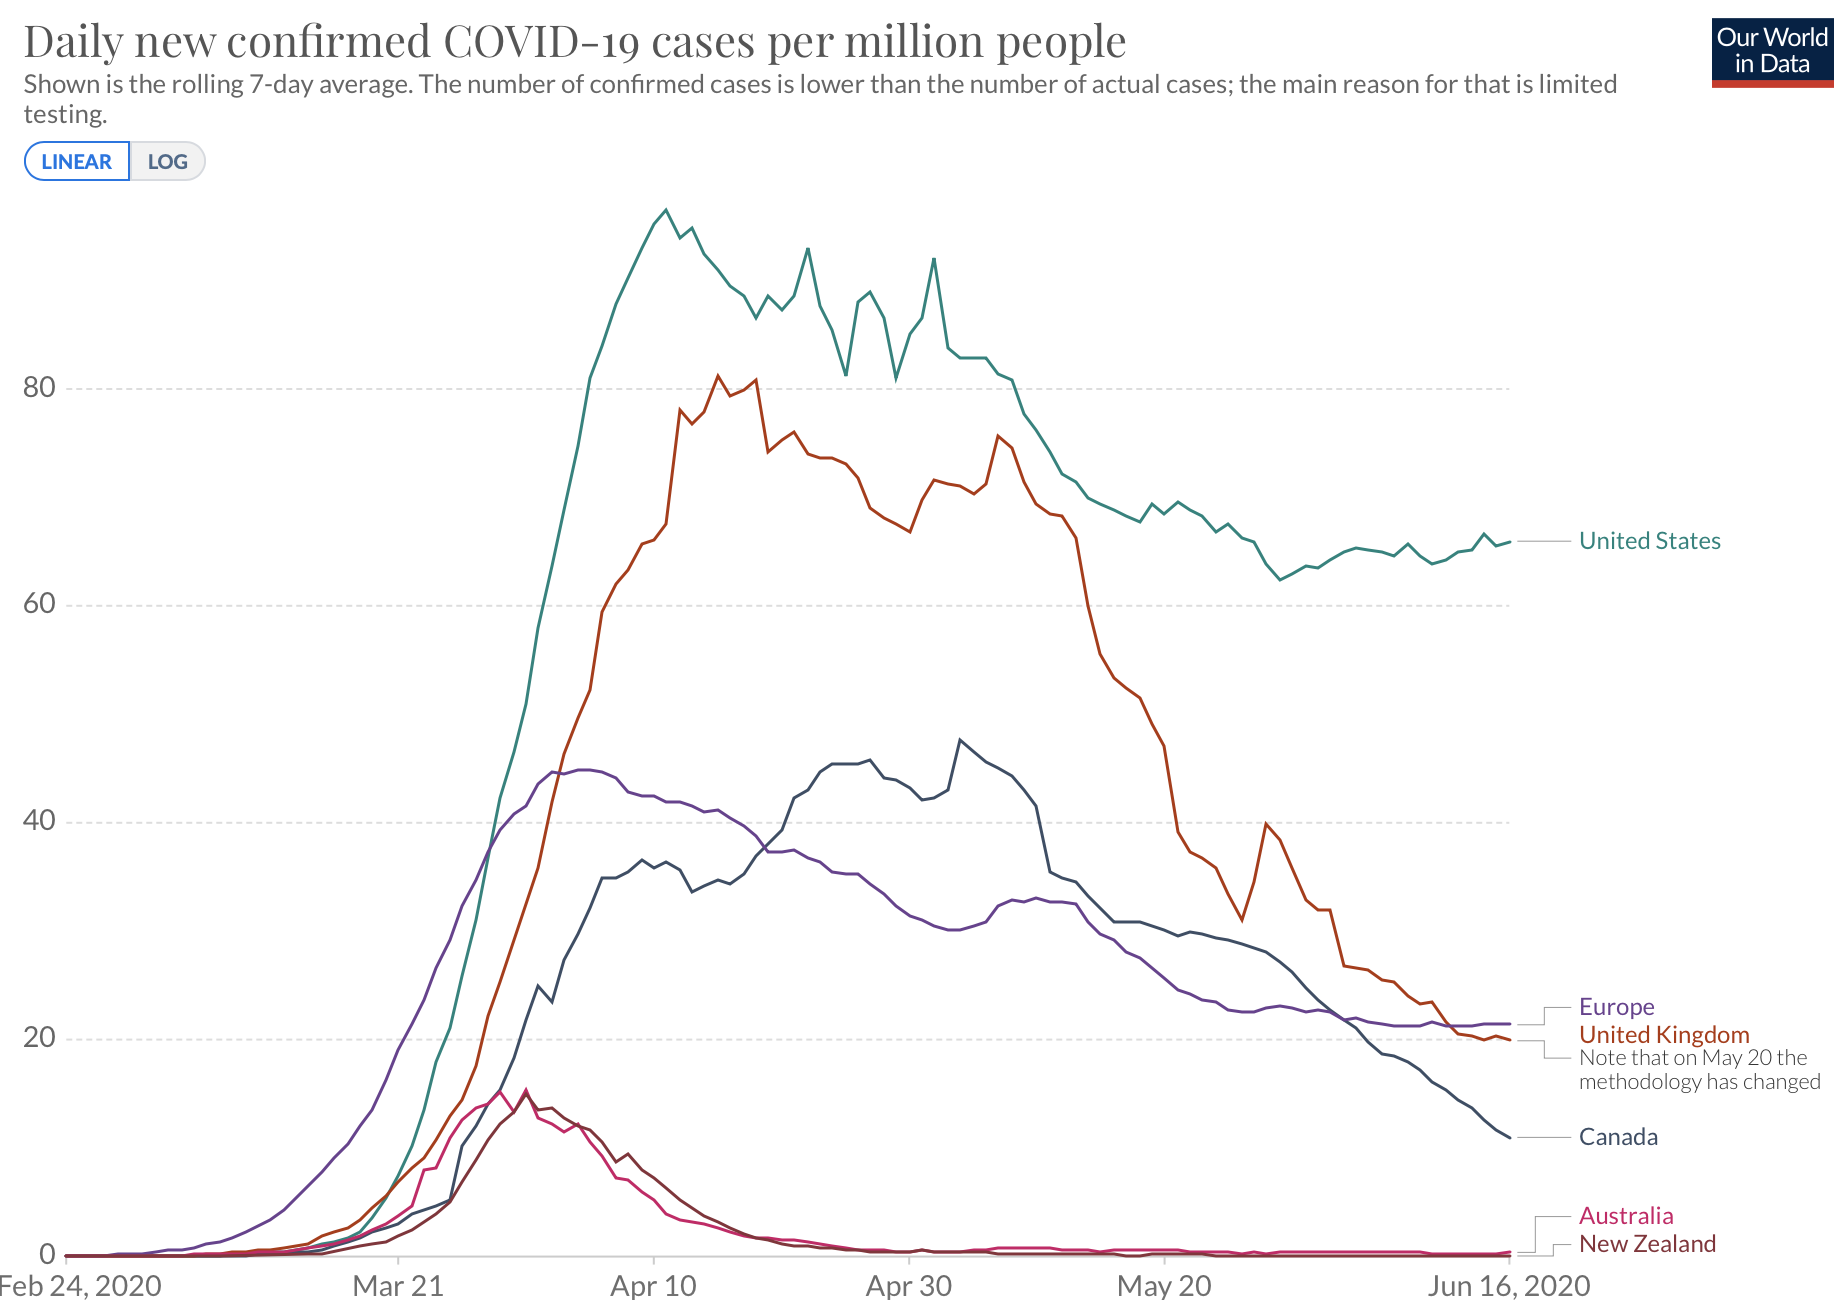 Daily new confirmed COVID-19 cases per million people
Our World
in Data
Shown is the rolling 7-day average. The number of confirmed cases is lower than the number of actual cases; the main reason for that is limited
testing.
LINEAR LOG
80
60
40
20
0
United States
Europe
United Kingdom
Note that on May 20 the
methodology has changed
Canada
Australia
New Zealand
Feb 24, 2020 Mar 21 Apr 10 Apr 30 May 20 Jun 16, 2020